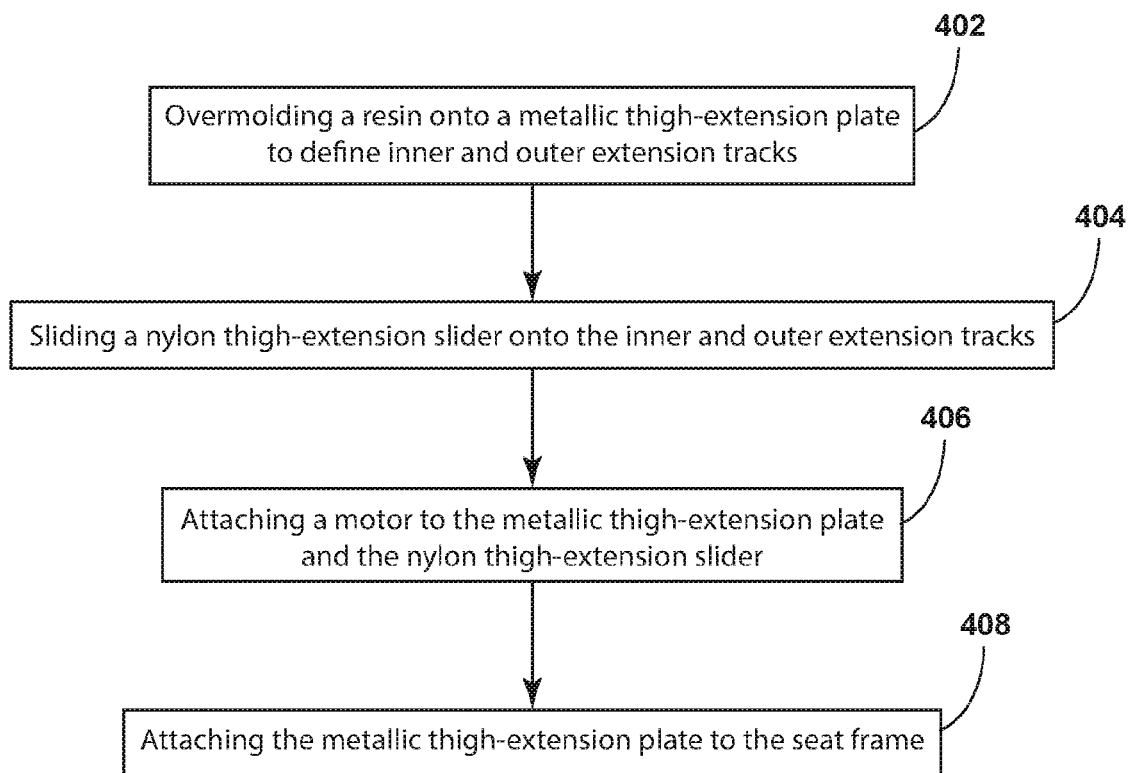 402
Overmolding a resin onto a metallic thigh-extension plate
to define inner and outer extension tracks
404
Sliding a nylon thigh-extension slider onto the inner and outer extension tracks
406
Attaching a motor to the metallic thigh-extension plate
and the nylon thigh-extension slider
408
Attaching the metallic thigh-extension plate to the seat frame